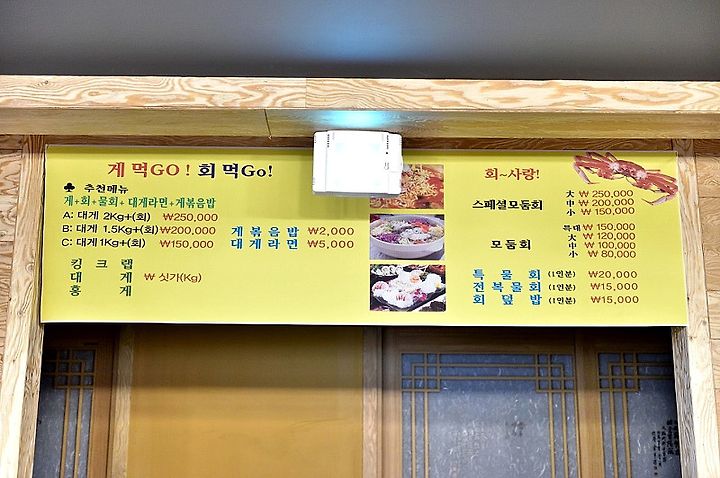 게 먹GO! 회 먹Go!
♣ 추천메뉴
게+회+물회+ 대게라면+게볶음밥
A: 대게 2Kg+(회) ₩250,000
B: 대게 1.5Kg+(회) ₩200,000
C: 대게1Kg+(회) ₩150,000
게볶음밥 ₩2,000
대게라면 ₩5,000
킹크랩
대게 ₩ 싯가(Kg)
홍게
회~사랑!
스페셜모둠회
大 ₩250,000
中 ₩200,000
小 ₩150,000
모둠회
특대 ₩150,000
大 ₩120,000
中 ₩100,000
小 ₩80,000
특물회 (1인분) ₩20,000
전복물회 (1인분) ₩15,000
회덮밥 (1인분) ₩15,000